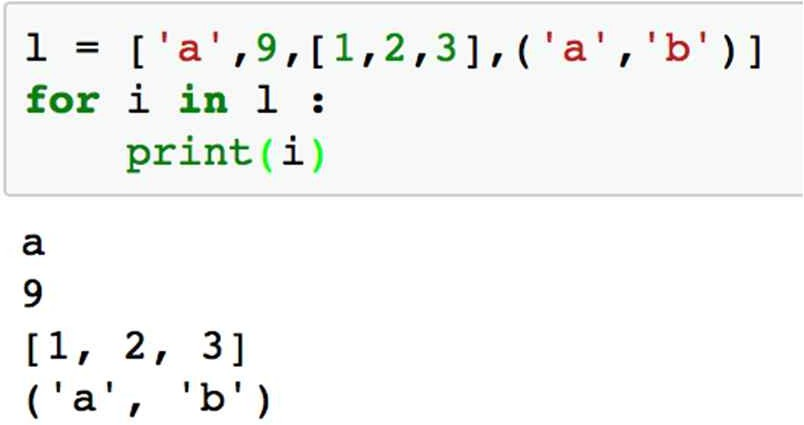 l = ['a',9,[1,2,3],('a','b')]
for i in l :
    print(i)
a
9
[1, 2, 3]
('a', 'b')